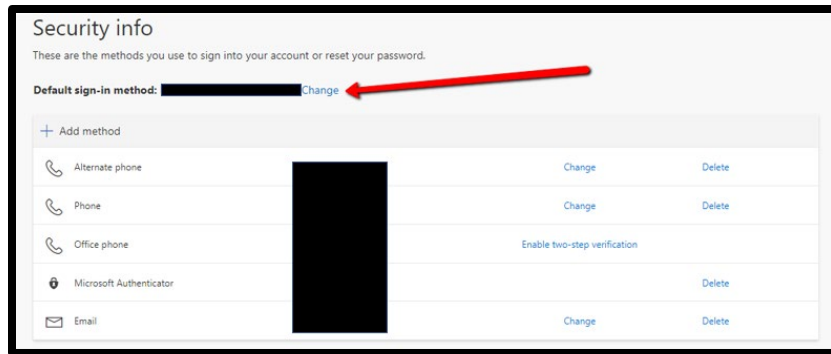 Security info
These are the methods you use to sign into your account or reset your password.
Default sign-in method: Change
+ Add method
Alternate phone Change Delete
Phone Change Delete
Office phone Enable two-step verification
Microsoft Authenticator Delete
Email Change Delete